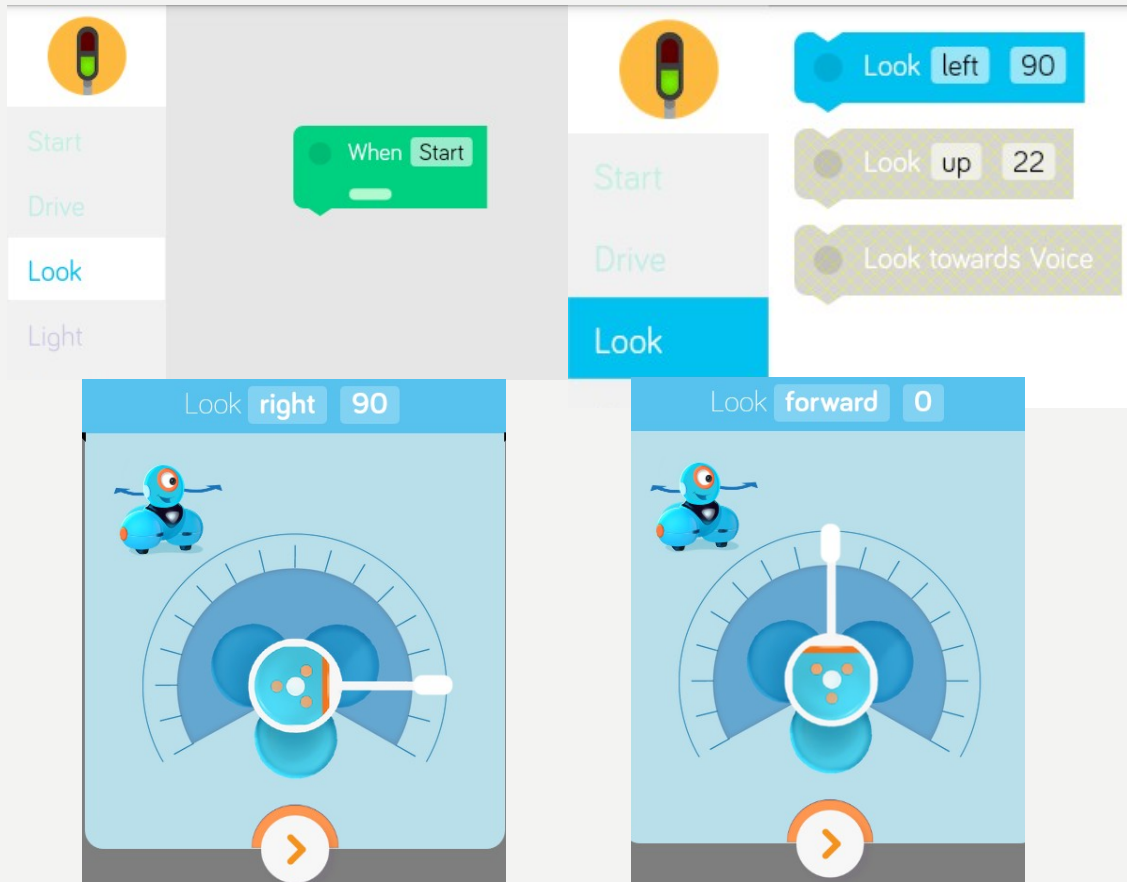 When Start
Start
Drive
Look
Light
Start
Drive
Look
Look left 90
Look up 22
Look towards Voice
Look right 90
Look forward 0